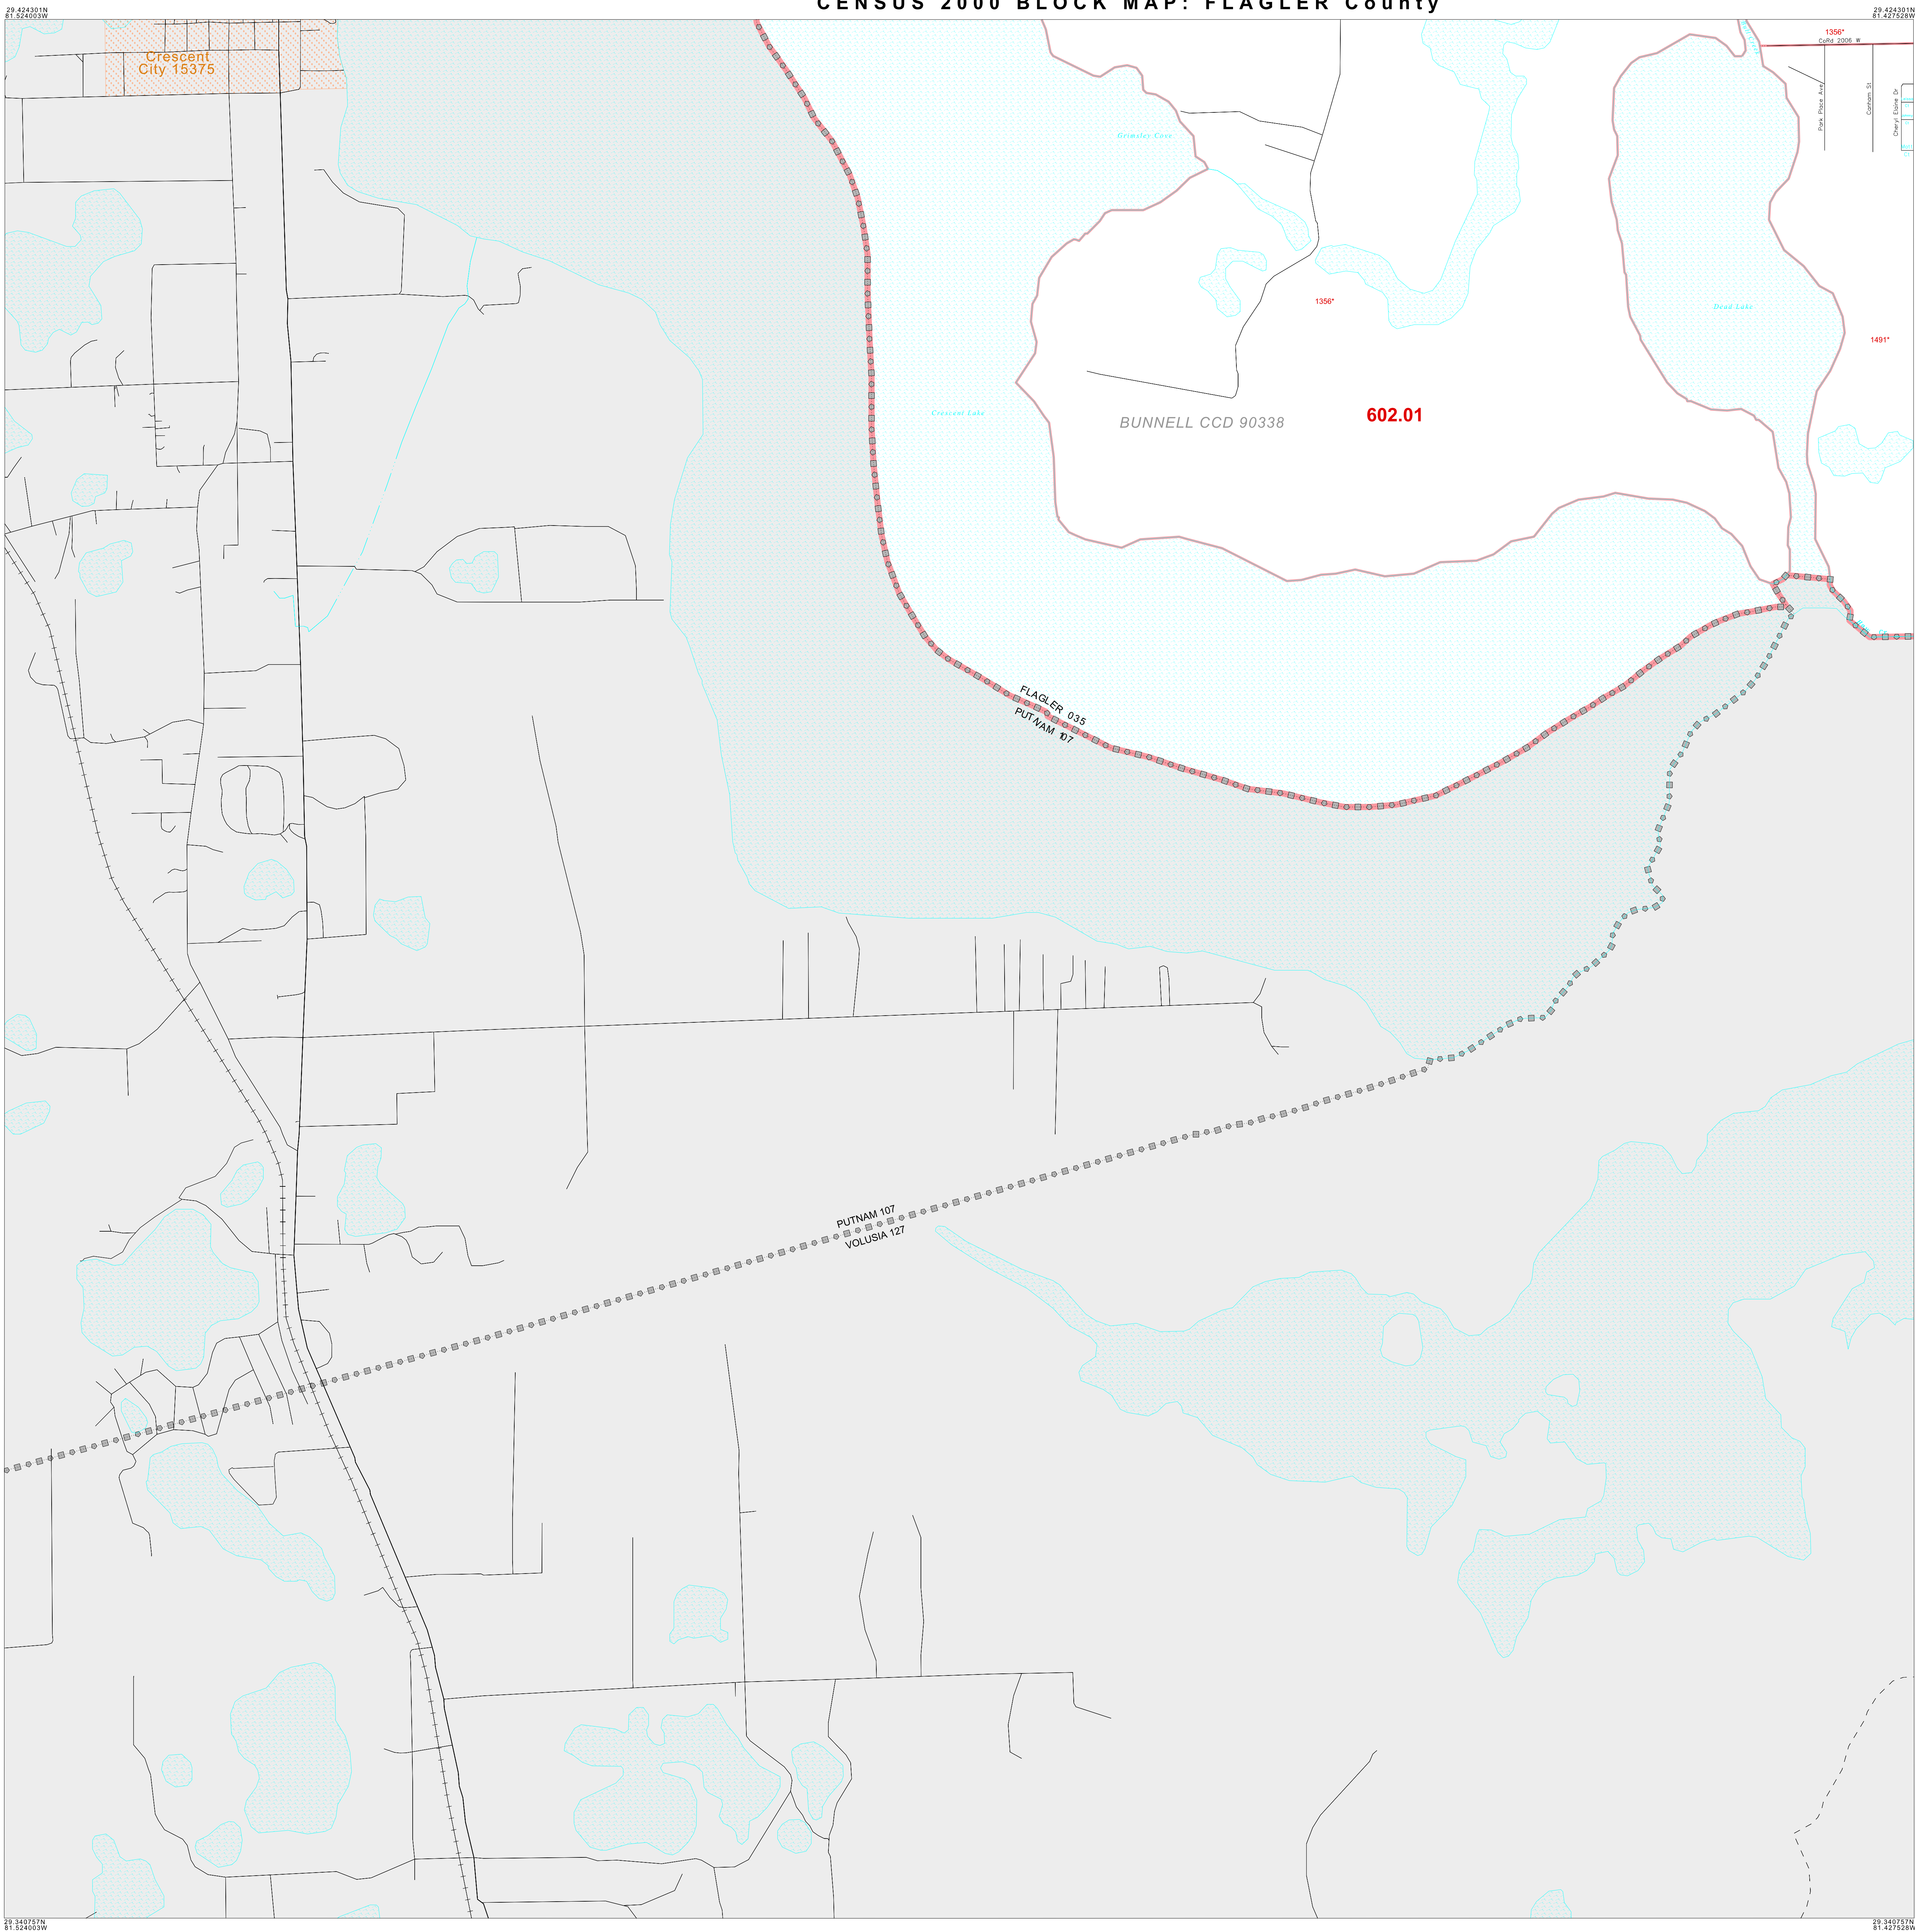 CENSUS 2000 BLOCK MAP: FLAGLER County
29.424301N
81.524003W
29.424301N
81.427528W
Crescent
City 15375
1356*
CoRd 2006 W
Park Place Ave
Canham St
Cheryl Elaine Dr
Grimsley Cove
1356*
Dead Lake
1491*
Crescent Lake
BUNNELL CCD 90338
602.01
FLAGLER 035
PUTNAM 107
PUTNAM 107
VOLUSIA 127
29.340757N
81.524003W
29.340757N
81.427528W